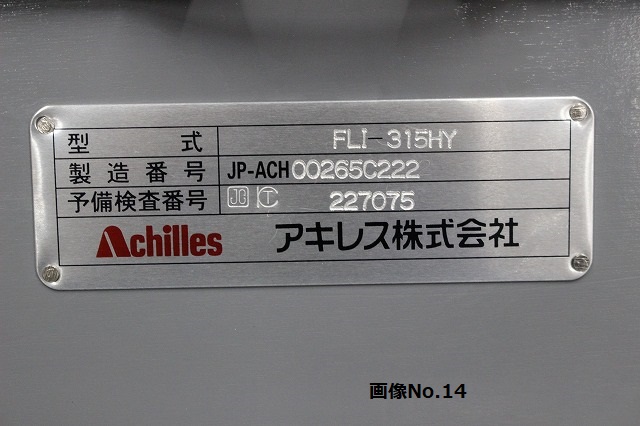 型式 FLI-315HY
製造番号 JP-ACH00265C222
予備検査番号 JG T 227075
Achilles アキレス株式会社
画像No.14